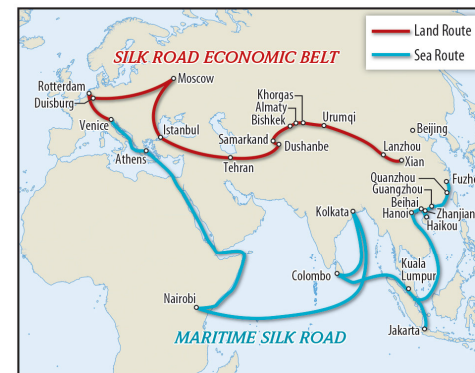 Land Route
Sea Route
SILK ROAD ECONOMIC BELT
Moscow
Rotterdam
Duisburg
Venice
Istanbul
Athens
Tehran
Samarkand
Dushanbe
Khorgas
Almaty
Bishkek
Urumqi
Beijing
Lanzhou
Xian
Quanzhou
Fuzho
Guangzhou
Beihai
Zhanjian
Hanoi
Haikou
Kolkata
Colombo
Kuala
Lumpur
Nairobi
Jakarta
MARITIME SILK ROAD